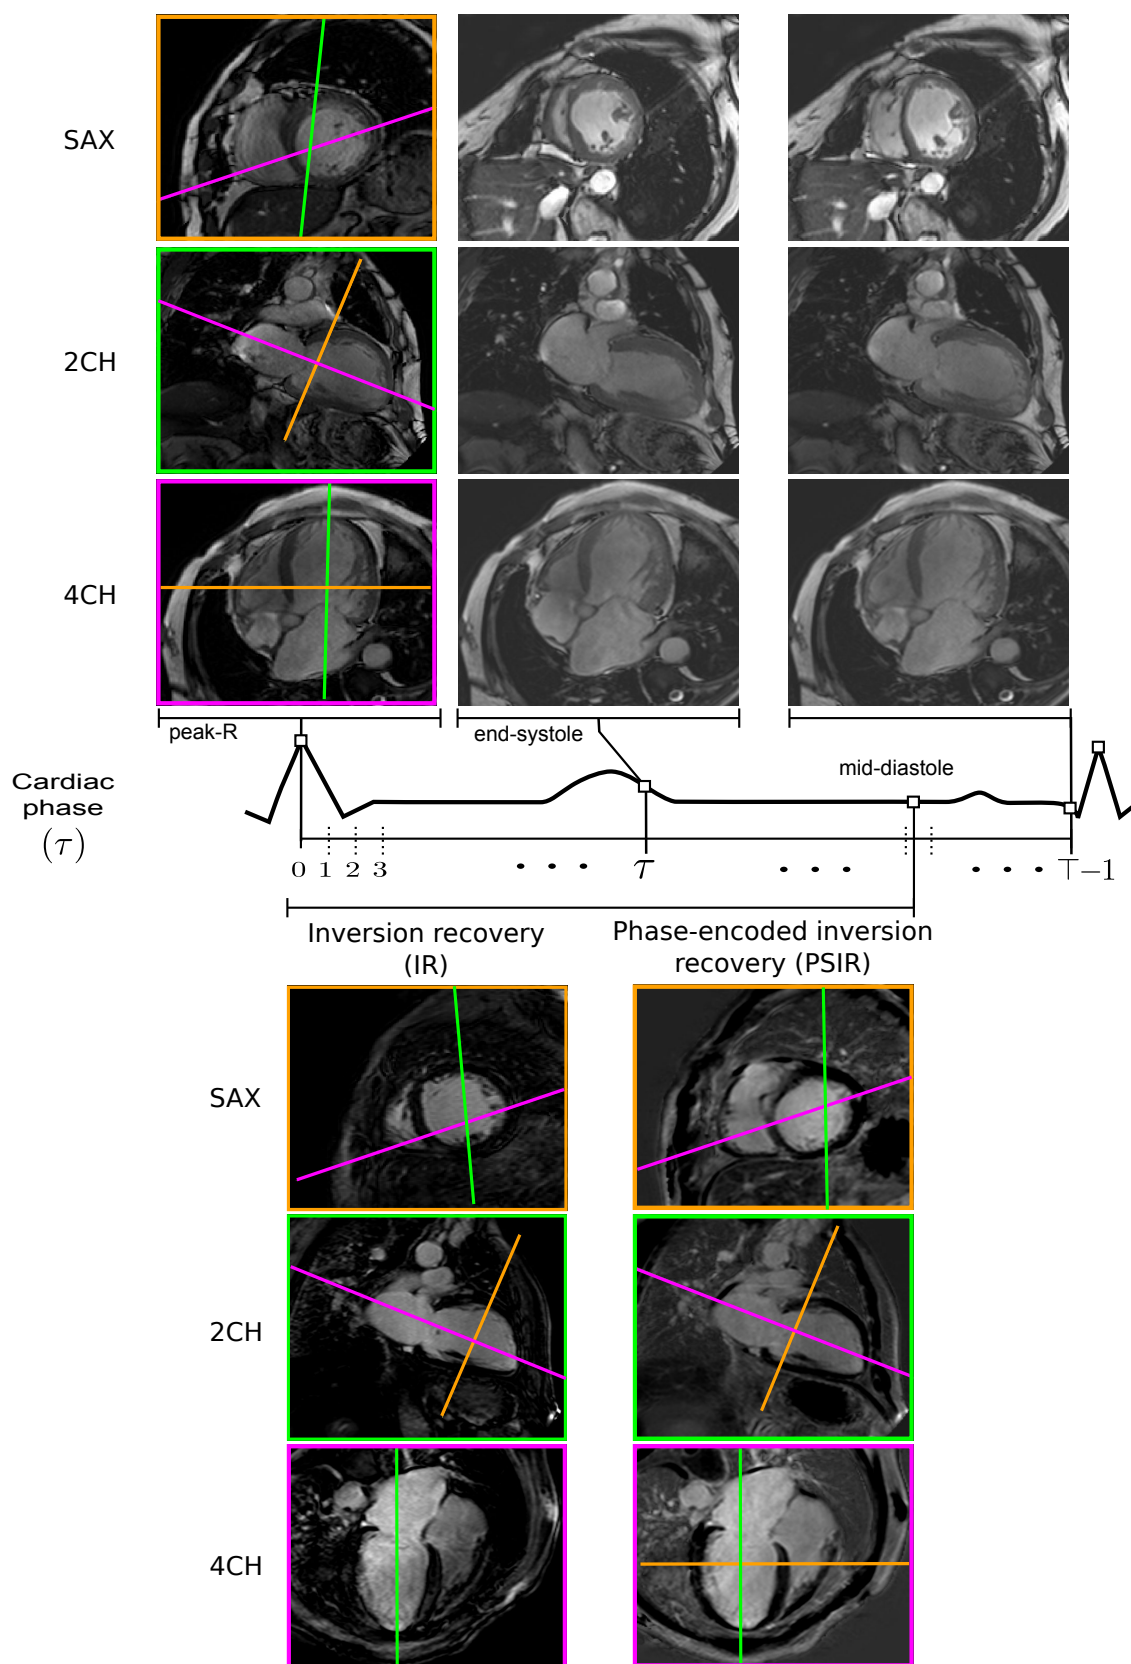 SAX
2CH
4CH
peak-R
end-systole
mid-diastole
Cardiac
phase
(τ)
0 1 2 3 • • • τ • • • • • • T−1
Inversion recovery
(IR)
Phase-encoded inversion
recovery (PSIR)
SAX
2CH
4CH